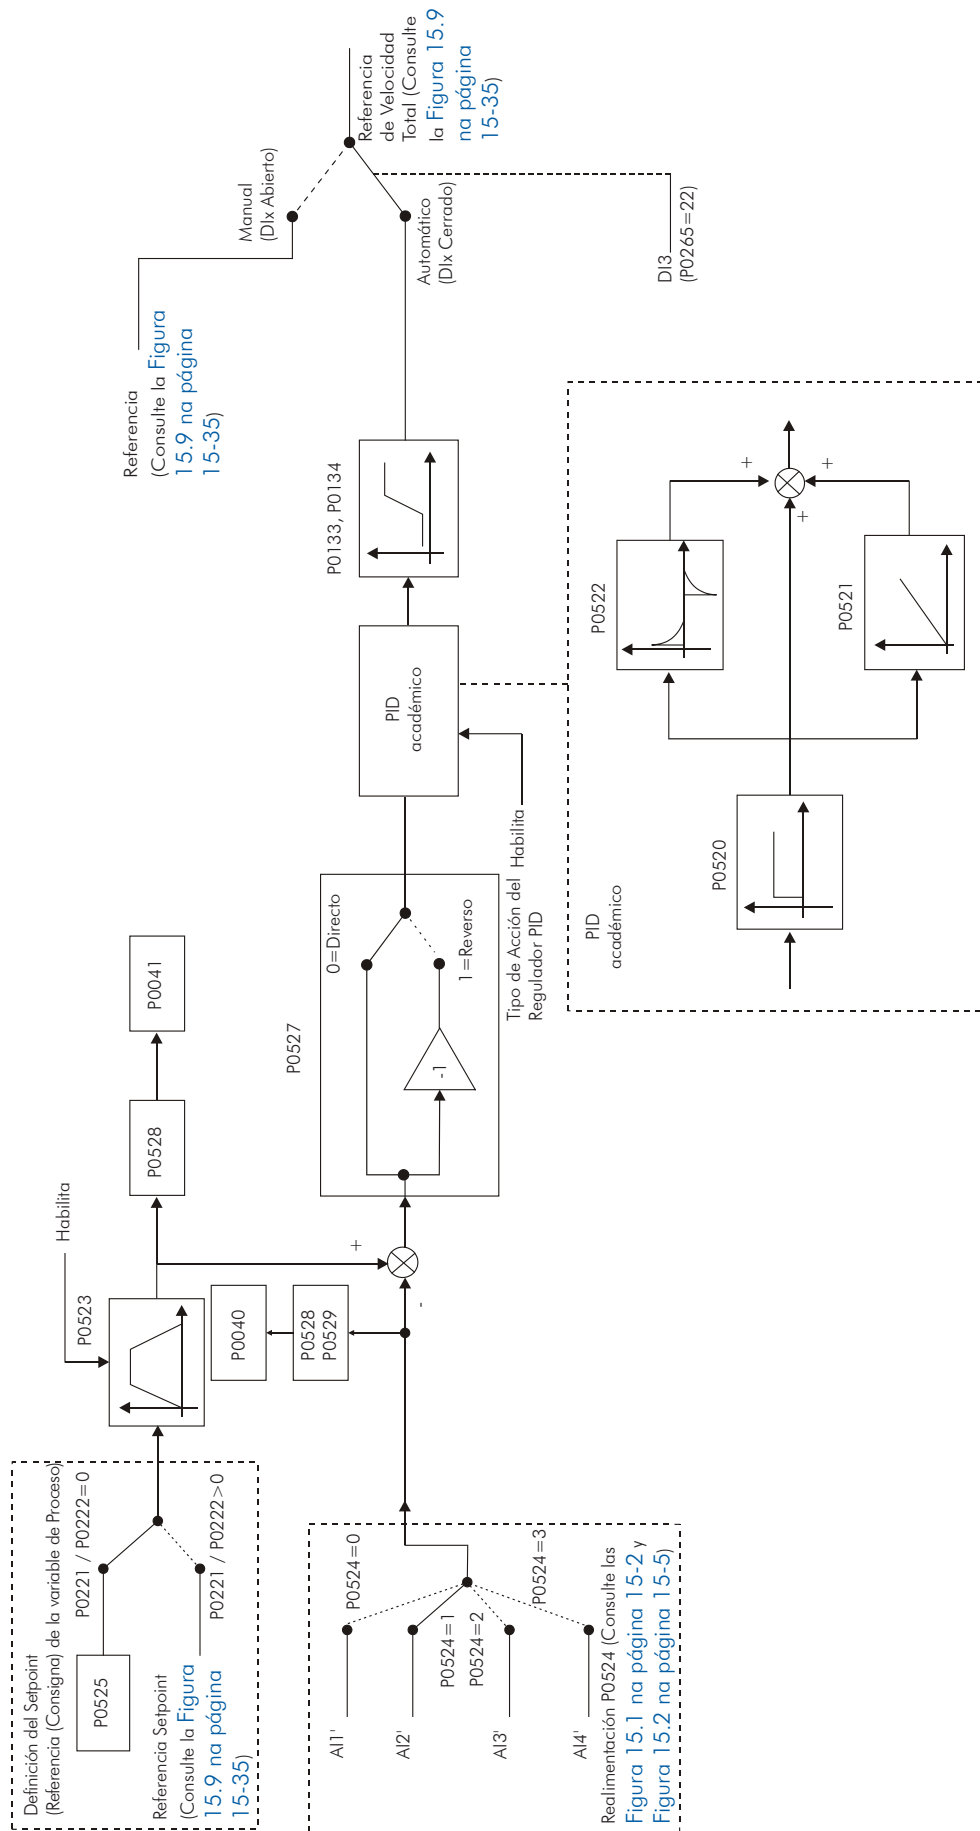 Definición del Setpoint
(Referencia (Consigna) de la variable de Proceso)
P0525
P0221 / P0222=0
Referencia Setpoint
(Consulte la Figura
15.9 na página
15-35)
P0221 / P0222>0
Habilita
P0523
P0528
P0041
P0040
P0528
P0529
+
-
AI1'
AI2'
AI3'
AI4'
P0524=0
P0524=1
P0524=2
P0524=3
Realimentación P0524 (Consulte las
Figura 15.1 na página 15-2 y
Figura 15.2 na página 15-5)
P0527
0=Directo
-1
1=Reverso
Tipo de Acción del
Regulador PID
Habilita
PID
académico
P0133, P0134
Referencia
(Consulte la Figura
15.9 na página
15-35)
Manual
(DIx Abierto)
Automático
(DIx Cerrado)
Referencia
de Velocidad
Total (Consulte
la Figura 15.9
na página
15-35)
DI3
(P0265=22)
PID
académico
P0520
P0522
P0521
+
+
+